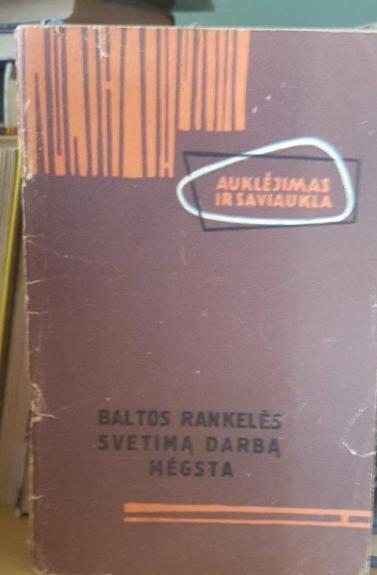 AUKLĖJIMAS
IR SAVIAUKLA
BALTOS RANKELĖS
SVETIMĄ DARBĄ
MĖGSTA